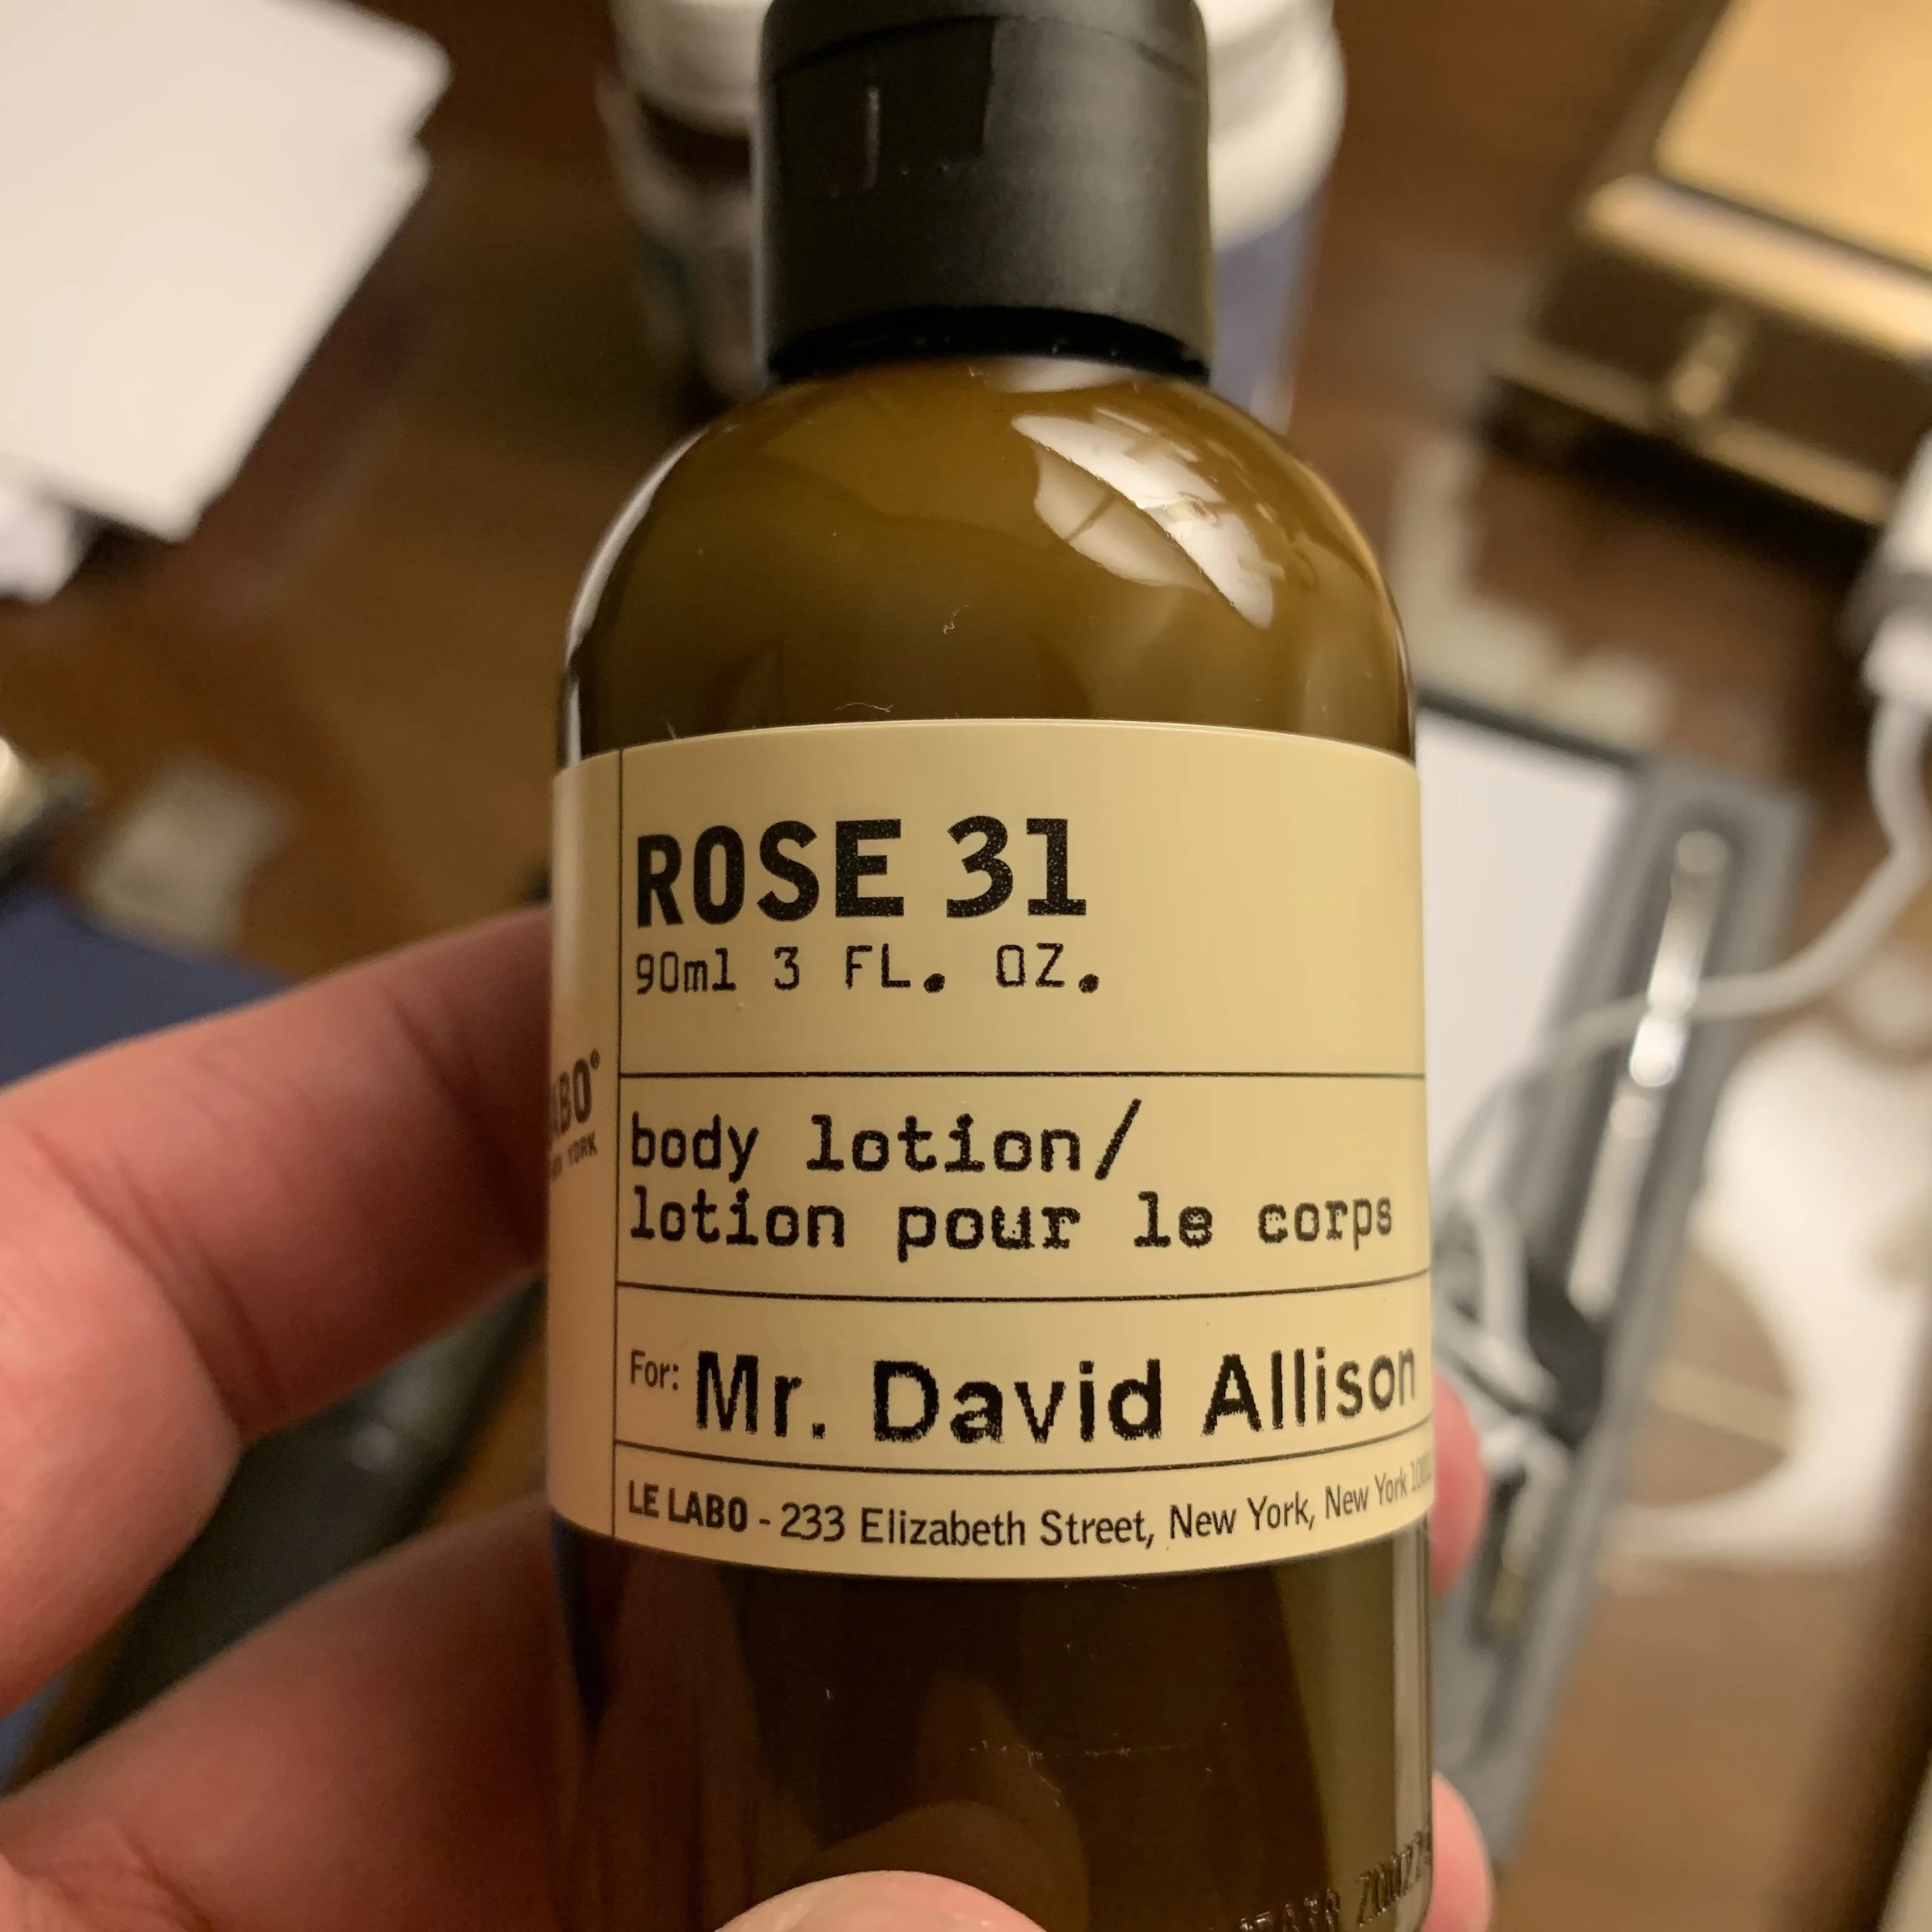 ROSE 31
90ml 3 FL. OZ.
body lotion/
lotion pour le corps
For: Mr. David Allison
LE LABO - 233 Elizabeth Street, New York, New York
YORK